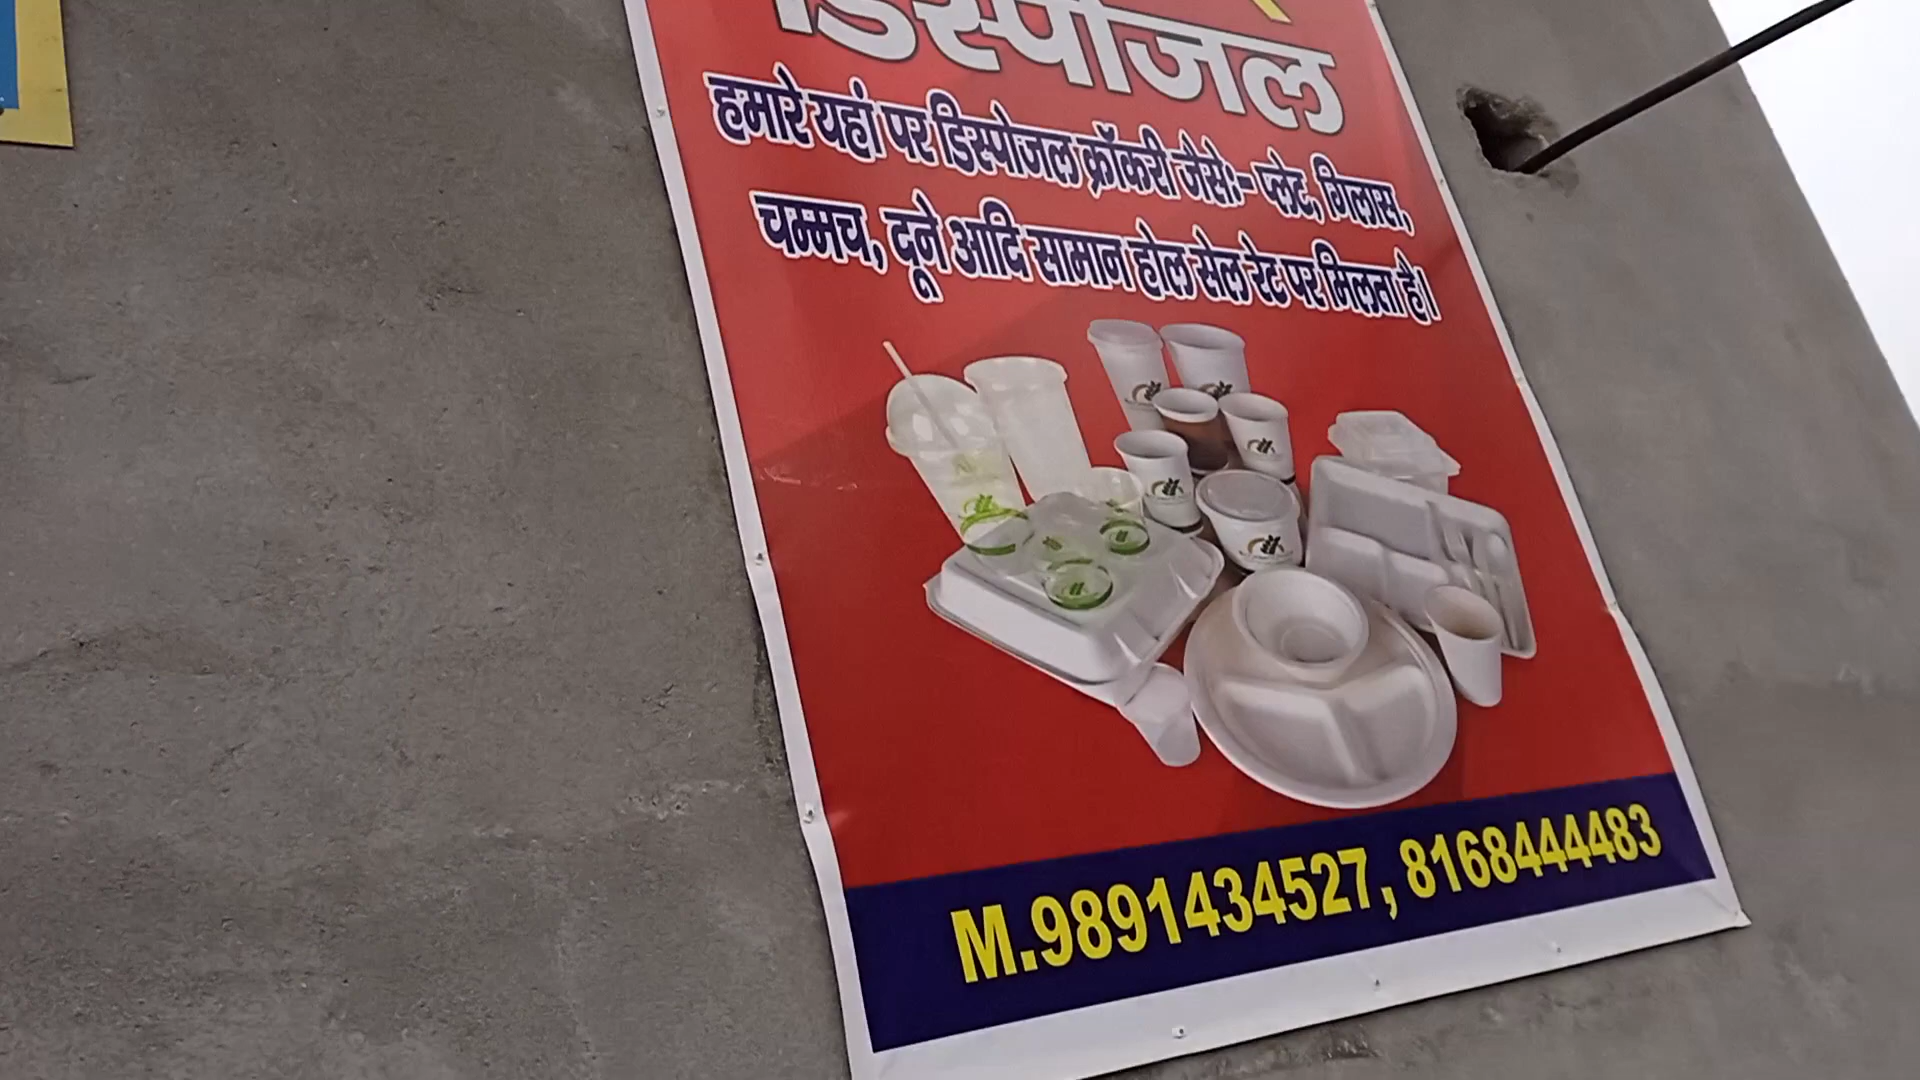 डिस्पोजल
हमारे यहां पर डिस्पोजल क्रॉकरी जेसेः- प्लेट, गिलास,
चम्मच, दूने आदि सामान होल सेल रेट पर मिलता है।
M.9891434527, 8168444483